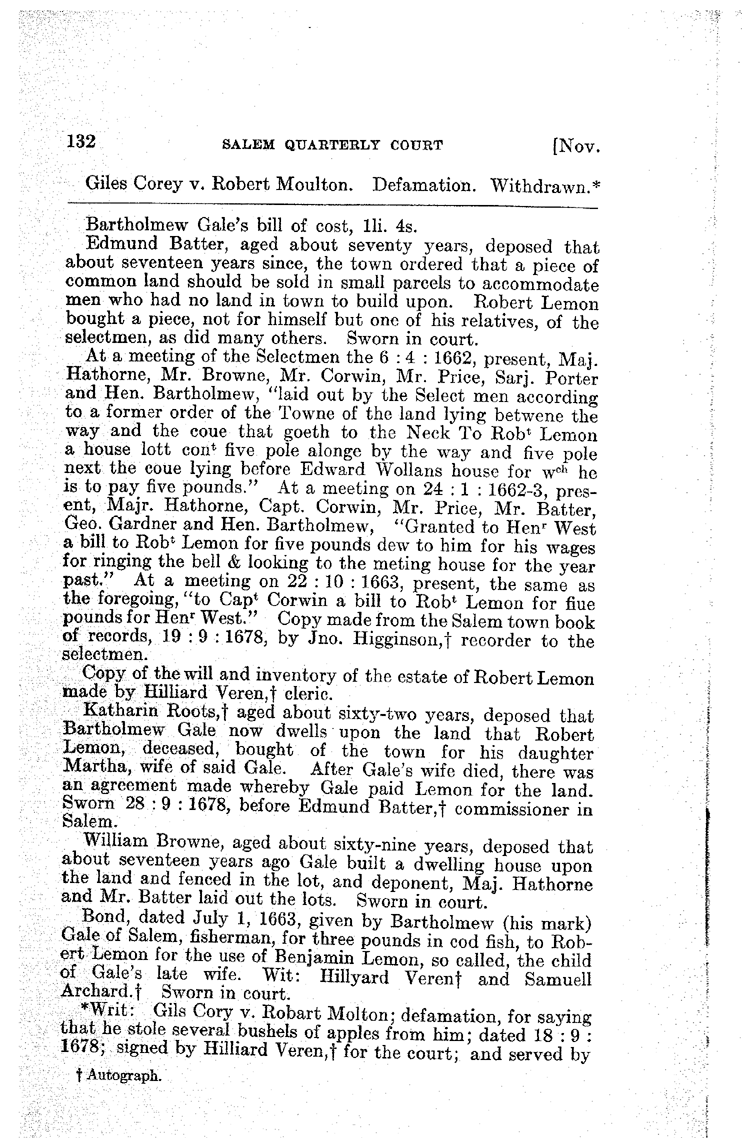 132 SALEM QUARTERLY COURT [Nov.
Giles Corey v. Robert Moulton. Defamation. Withdrawn.*
Bartholmew Gale's bill of cost, 1li. 4s.
Edmund Batter, aged about seventy years, deposed that
about seventeen years since, the town ordered that a piece of
common land should be sold in small parcels to accommodate
men who had no land in town to build upon. Robert Lemon
bought a piece, not for himself but one of his relatives, of the
selectmen, as did many others. Sworn in court.
At a meeting of the Selectmen the 6 : 4 : 1662, present, Maj.
Hathorne, Mr. Browne, Mr. Corwin, Mr. Price, Sarj. Porter
and Hen. Bartholmew, "laid out by the Select men according
to a former order of the Towne of the land lying betwene the
way and the coue that goeth to the Neck To Robᵗ Lemon
a house lott conᵗ five pole alonge by the way and five pole
next the coue lying before Edward Wollans house for wᶜʰ he
is to pay five pounds." At a meeting on 24 : 1 : 1662-3, pres-
ent, Majr. Hathorne, Capt. Corwin, Mr. Price, Mr. Batter,
Geo. Gardner and Hen. Bartholmew, "Granted to Henʳ West
a bill to Robᵗ Lemon for five pounds dew to him for his wages
for ringing the bell & looking to the meting house for the year
past." At a meeting on 22 : 10 : 1663, present, the same as
the foregoing, "to Capᵗ Corwin a bill to Robᵗ Lemon for fiue
pounds for Henʳ West." Copy made from the Salem town book
of records, 19 : 9 : 1678, by Jno. Higginson,† recorder to the
selectmen.
Copy of the will and inventory of the estate of Robert Lemon
made by Hilliard Veren,† cleric.
Katharin Roots,† aged about sixty-two years, deposed that
Bartholmew Gale now dwells upon the land that Robert
Lemon, deceased, bought of the town for his daughter
Martha, wife of said Gale. After Gale's wife died, there was
an agreement made whereby Gale paid Lemon for the land.
Sworn 28 : 9 : 1678, before Edmund Batter,† commissioner in
Salem.
William Browne, aged about sixty-nine years, deposed that
about seventeen years ago Gale built a dwelling house upon
the land and fenced in the lot, and deponent, Maj. Hathorne
and Mr. Batter laid out the lots. Sworn in court.
Bond, dated July 1, 1663, given by Bartholmew (his mark)
Gale of Salem, fisherman, for three pounds in cod fish, to Rob-
ert Lemon for the use of Benjamin Lemon, so called, the child
of Gale's late wife. Wit: Hillyard Veren† and Samuell
Archard.† Sworn in court.
*Writ: Gils Cory v. Robart Molton; defamation, for saying
that he stole several bushels of apples from him; dated 18 : 9 :
1678; signed by Hilliard Veren,† for the court; and served by
† Autograph.